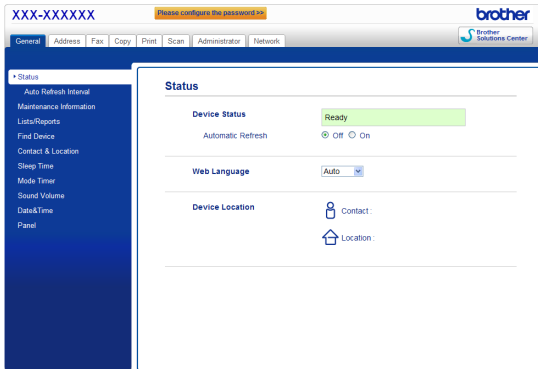 XXX-XXXXXX
Please configure the password >>
brother
General Address Fax Copy Print Scan Administrator Network
Brother
Solutions Center
Status
Auto Refresh Interval
Maintenance Information
Lists/Reports
Find Device
Contact & Location
Sleep Time
Mode Timer
Sound Volume
Date&Time
Panel
Status
Device Status Ready
Automatic Refresh Off On
Web Language Auto
Device Location Contact :
Location :